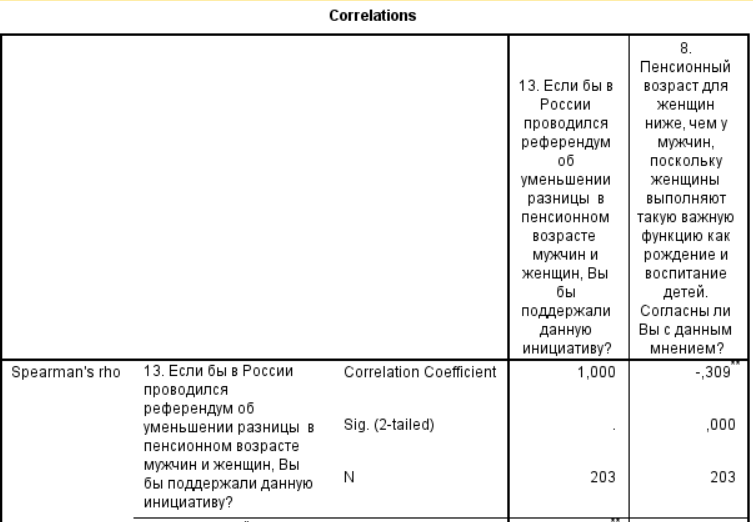 Correlations
13. Если бы в
России
проводился
референдум
об
уменьшении
разницы в
пенсионном
возрасте
мужчин и
женщин, Вы
бы
поддержали
данную
инициативу?
8.
Пенсионный
возраст для
женщин
ниже, чем у
мужчин,
поскольку
женщины
выполняют
такую важную
функцию как
рождение и
воспитание
детей.
Согласны ли
Вы с данным
мнением?
Spearman's rho
13. Если бы в России
проводился
референдум об
уменьшении разницы в
пенсионном возрасте
мужчин и женщин, Вы
бы поддержали данную
инициативу?
Correlation Coefficient 1,000 -,309**
Sig. (2-tailed) . ,000
N 203 203
**